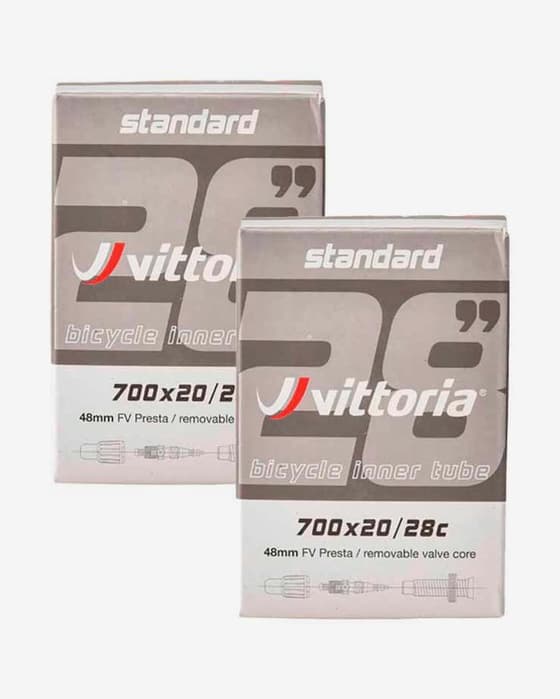 standard
28”
vittoria
bicycle inner
700x20/2
48mm FV Presta / removable
standard
28”
vittoria®
bicycle inner tube
700x20/28c
48mm FV Presta / removable valve core